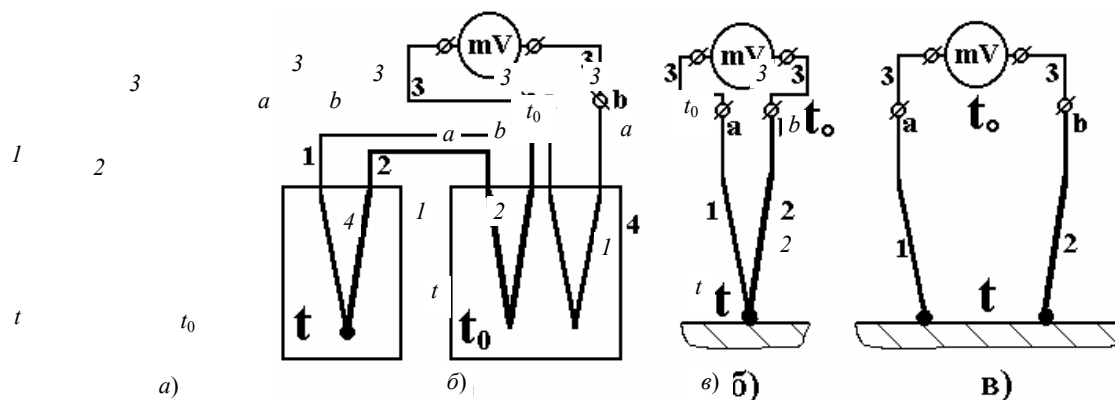 mV mV mV
3 3 3 3 3 3 3 3 3 3 3
a b t₀ b t₀ a t₀ b a t₀ b
1 2 1 2 a b a
4 1 2 4 1 1 2 2 1 2
t t₀ t t₀ t t t t
а) б) в) б) в)